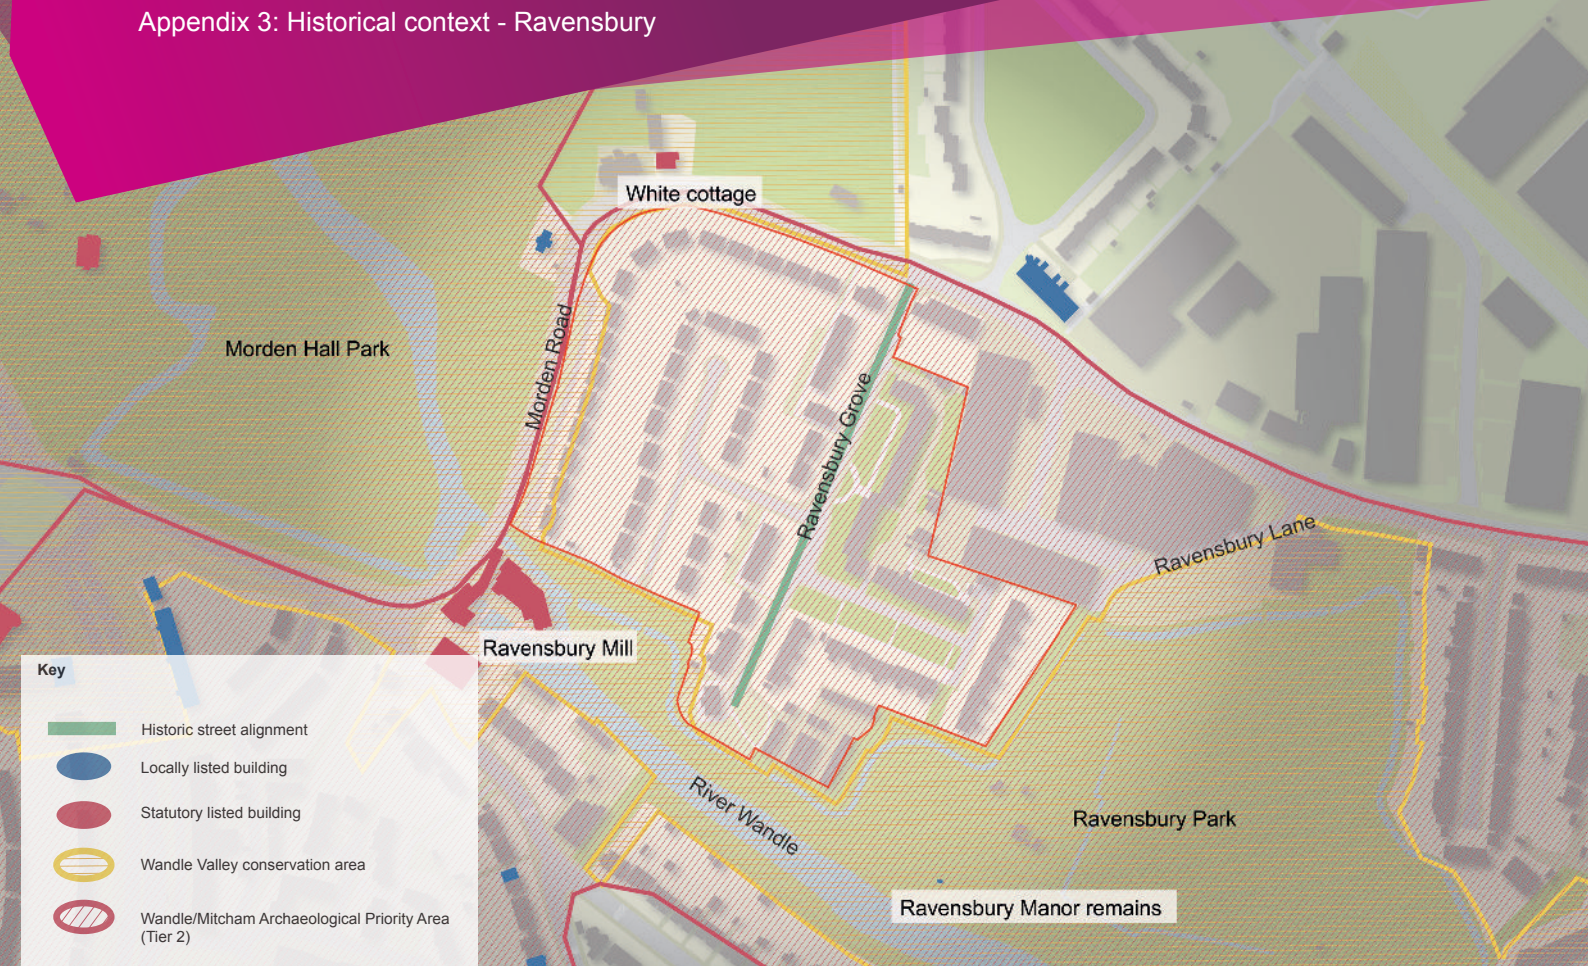 Appendix 3: Historical context - Ravensbury
White cottage
Morden Hall Park
Morden Road
Ravensbury Grove
Ravensbury Lane
Ravensbury Mill
River Wandle
Ravensbury Park
Ravensbury Manor remains
Key
Historic street alignment
Locally listed building
Statutory listed building
Wandle Valley conservation area
Wandle/Mitcham Archaeological Priority Area
(Tier 2)